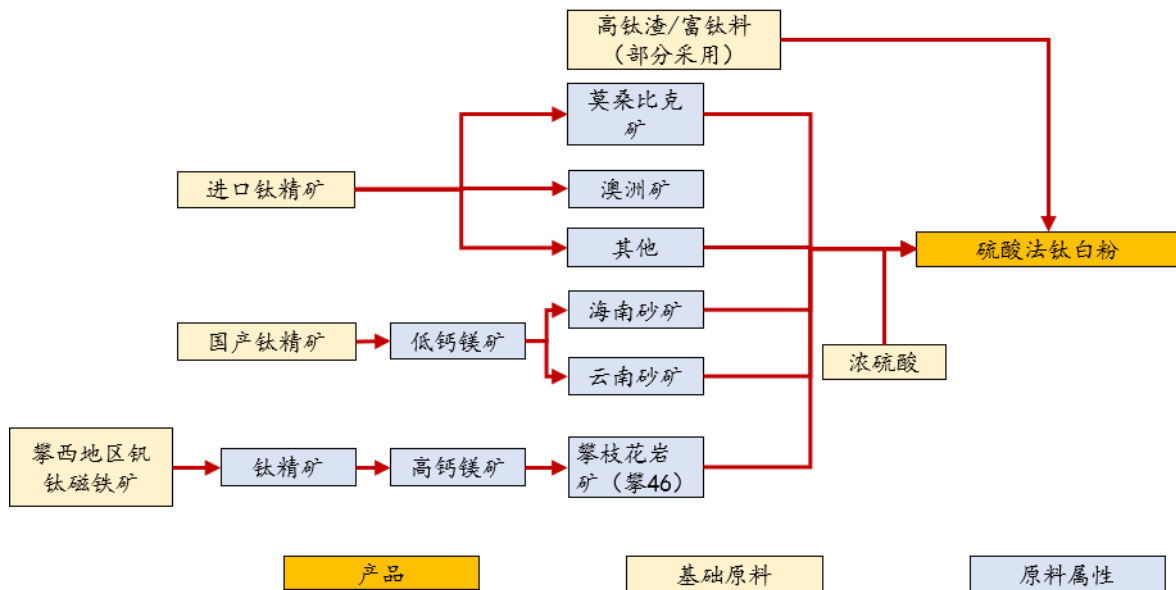 高钛渣/富钛料
（部分采用）
莫桑比克
矿
进口钛精矿
澳洲矿
其他
硫酸法钛白粉
海南砂矿
国产钛精矿
低钙镁矿
云南砂矿
浓硫酸
攀西地区钒
钛磁铁矿
钛精矿
高钙镁矿
攀枝花岩
矿（攀46）
产品
基础原料
原料属性